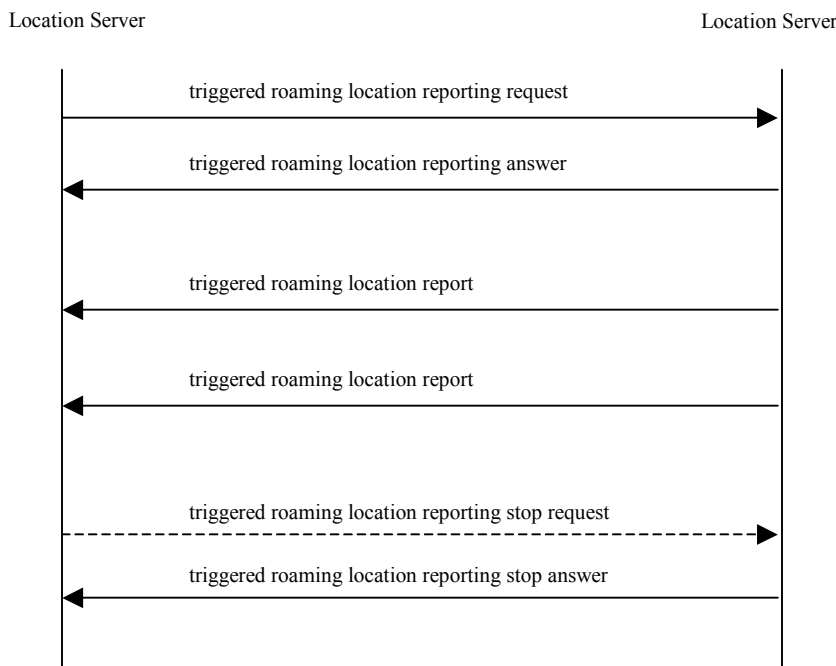 Location Server
Location Server
triggered roaming location reporting request
triggered roaming location reporting answer
triggered roaming location report
triggered roaming location report
triggered roaming location reporting stop request
triggered roaming location reporting stop answer